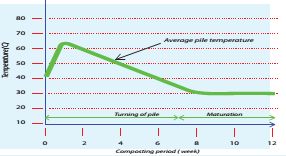 80
70
60
50
40
30
20
10
Temperature(°C)
Average pile temperature
Turning of pile
Maturation
0 2 4 6 8 10 12
Composting period ( week)